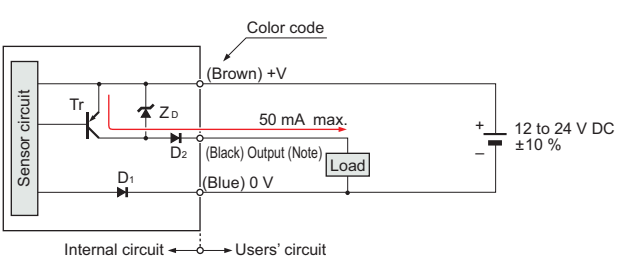 Color code
(Brown) +V
Sensor circuit
Tr
ZD
50 mA max.
+
12 to 24 V DC
±10 %
–
D2
(Black) Output (Note)
Load
D1
(Blue) 0 V
Internal circuit
Users' circuit